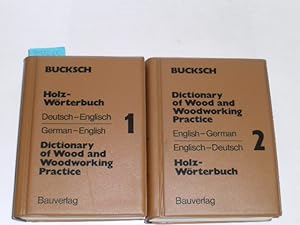 BUCKSCH
Holz-
Wörterbuch
Deutsch–Englisch
German–English
1
Dictionary of
Wood and
Woodworking
Practice
Bauverlag
BUCKSCH
Dictionary of
Wood and
Woodworking
Practice
English–German
Englisch–Deutsch
2
Holz-
Wörterbuch
Bauverlag